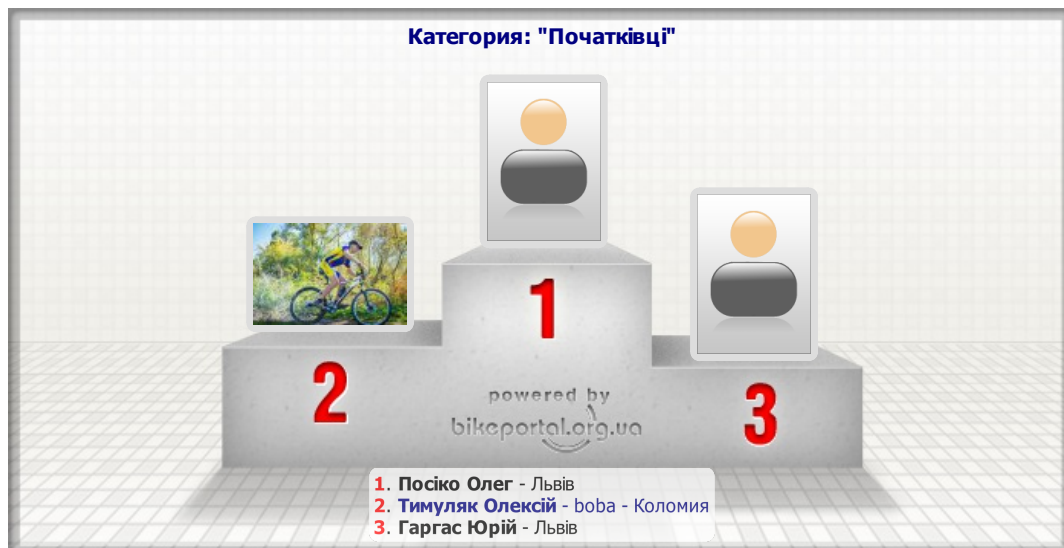 Категория: "Початківці"
1
2
3
powered by
bikeportal.org.ua
1. Посіко Олег - Львів
2. Тимуляк Олексій - boba - Коломия
3. Гаргас Юрій - Львів